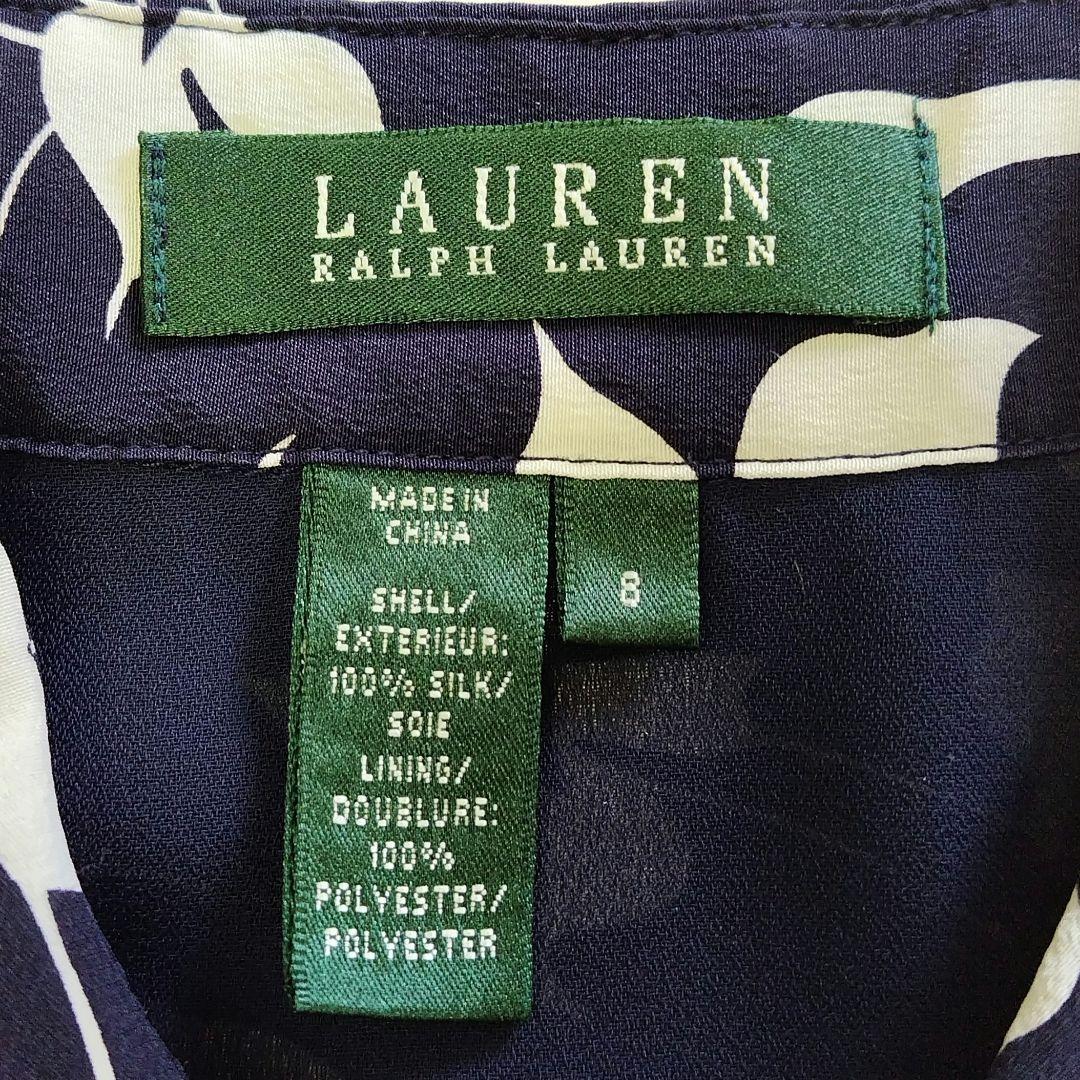 LAUREN
RALPH LAUREN
MADE IN
CHINA
SHELL/
EXTERIEUR:
100% SILK/
SOIE
LINING/
DOUBLURE:
100%
POLYESTER/
POLYESTER
8